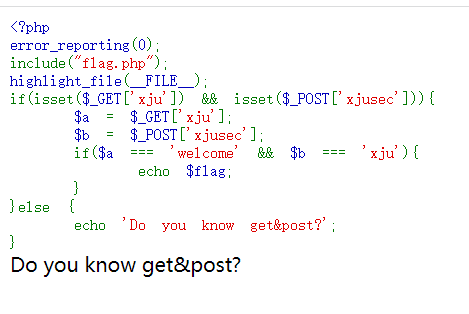 <?php
error_reporting(0);
include("flag.php");
highlight_file(__FILE__);
if(isset($_GET['xju']) && isset($_POST['xjusec'])){
        $a = $_GET['xju'];
        $b = $_POST['xjusec'];
        if($a === 'welcome' && $b === 'xju'){
                echo $flag;
        }
}else {
        echo 'Do you know get&post?';
}
Do you know get&post?